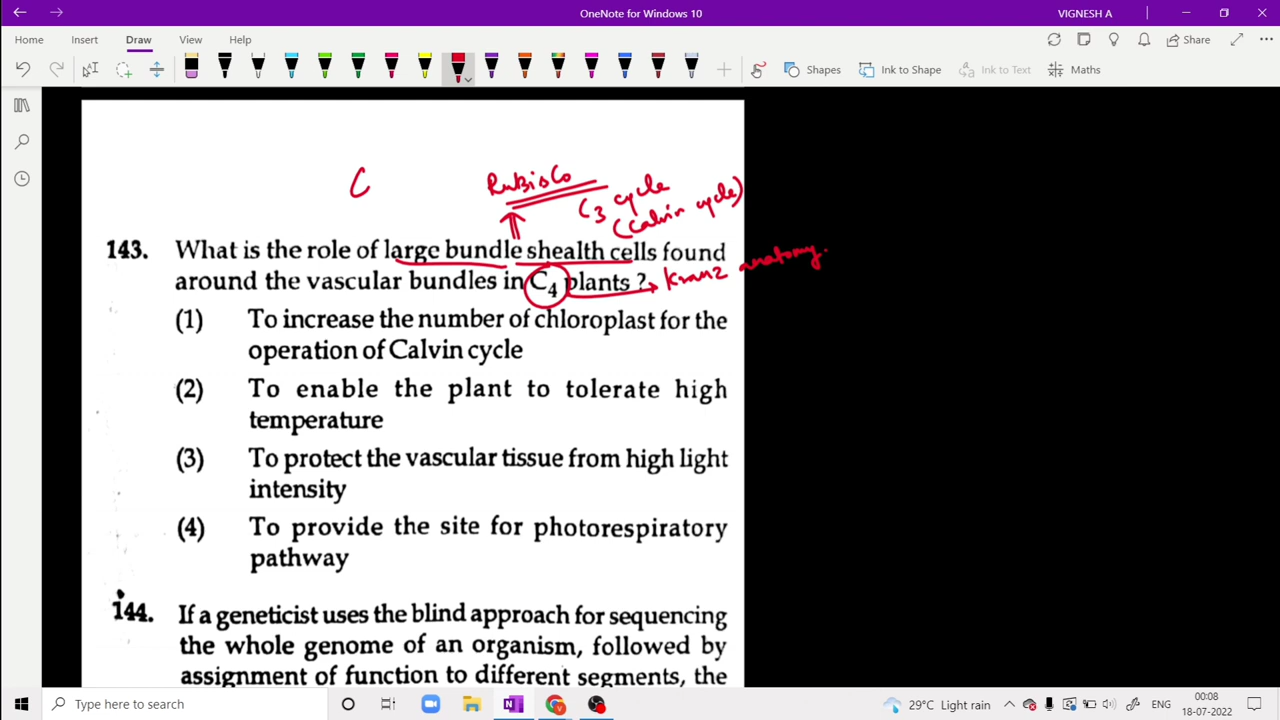 OneNote for Windows 10
VIGNESH A
Home Insert Draw View Help
Share
Shapes Ink to Shape Ink to Text Maths
C
RuBisCo
C3 cycle
(Calvin cycle)
143. What is the role of large bundle shealth cells found
around the vascular bundles in C4 plants ? Kranz anatomy.
(1) To increase the number of chloroplast for the
operation of Calvin cycle
(2) To enable the plant to tolerate high
temperature
(3) To protect the vascular tissue from high light
intensity
(4) To provide the site for photorespiratory
pathway
144. If a geneticist uses the blind approach for sequencing
the whole genome of an organism, followed by
assignment of function to different segments, the
Type here to search
29°C Light rain
ENG
00:08
18-07-2022